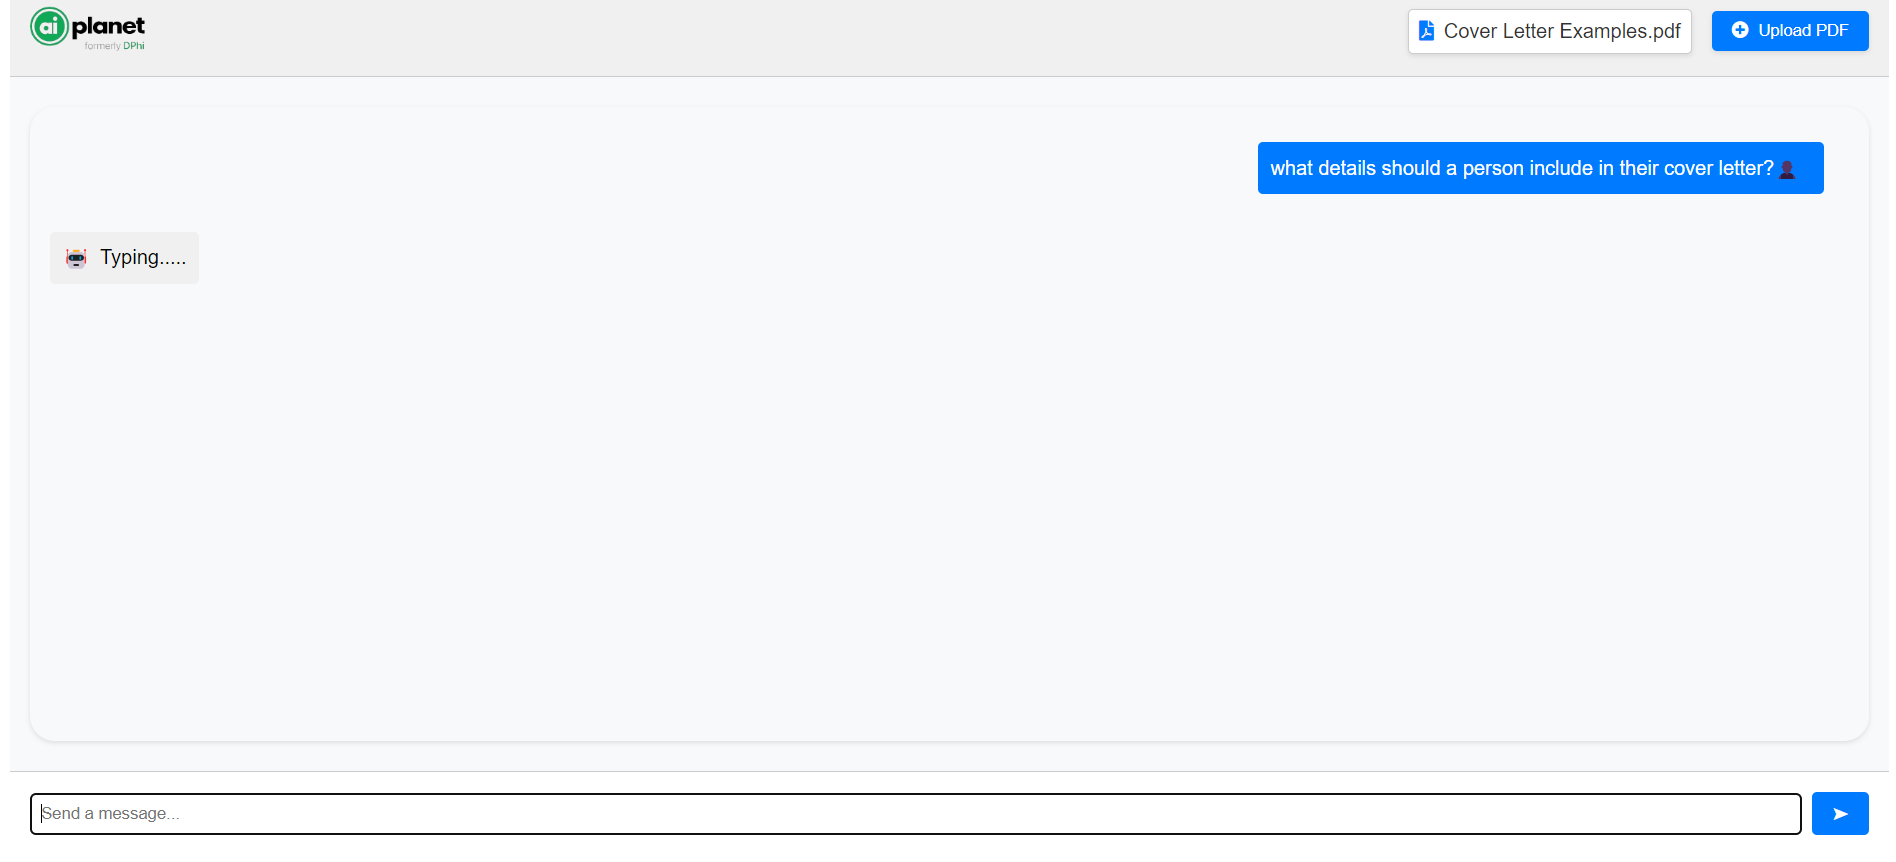 ai planet
formerly DPhi
Cover Letter Examples.pdf
Upload PDF
what details should a person include in their cover letter?
Typing.....
Send a message...